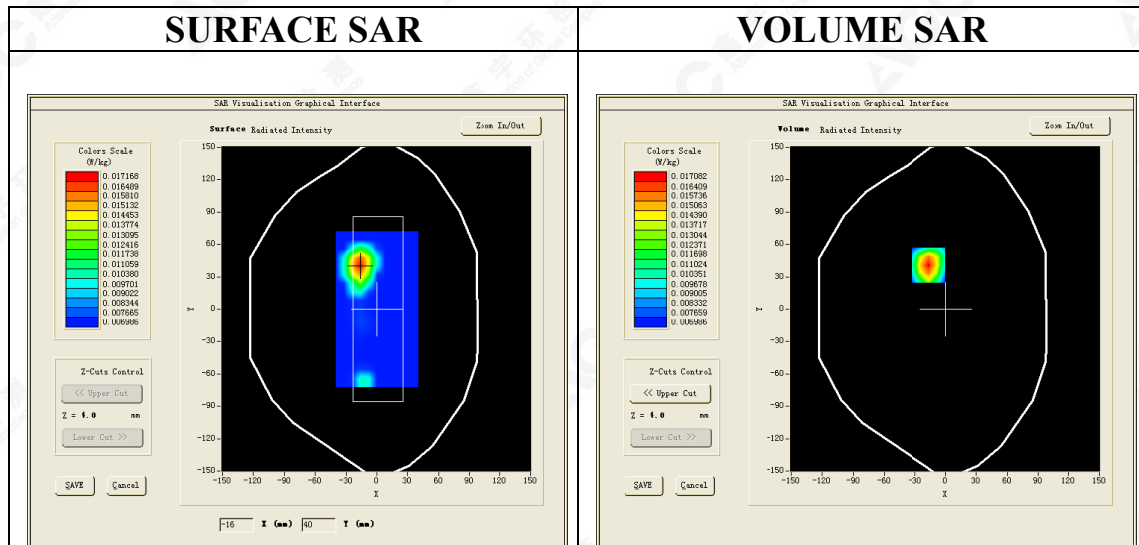 SURFACE SAR
VOLUME SAR
SAR Visualisation Graphical Interface
Surface Radiated Intensity
Zoom In/Out
Colors Scale
(W/kg)
0.017168
0.016489
0.015810
0.015132
0.014453
0.013774
0.013095
0.012416
0.011738
0.011059
0.010380
0.009701
0.009022
0.008344
0.007665
0.006986
150
120
90
60
30
0
-30
-60
-90
-120
-150
Y
-150 -120 -90 -60 -30 0 30 60 90 120 150
X
Z-Cuts Control
<< Upper Cut
Z = 4.0 mm
Lower Cut >>
SAVE Cancel
-16 X (mm) 40 Y (mm)
SAR Visualisation Graphical Interface
Volume Radiated Intensity
Zoom In/Out
Colors Scale
(W/kg)
0.017082
0.016409
0.015736
0.015063
0.014390
0.013717
0.013044
0.012371
0.011698
0.011024
0.010351
0.009678
0.009005
0.008332
0.007659
0.006986
150
120
90
60
30
0
-30
-60
-90
-120
-150
Y
-150 -120 -90 -60 -30 0 30 60 90 120 150
X
Z-Cuts Control
<< Upper Cut
Z = 4.0 mm
Lower Cut >>
SAVE Cancel